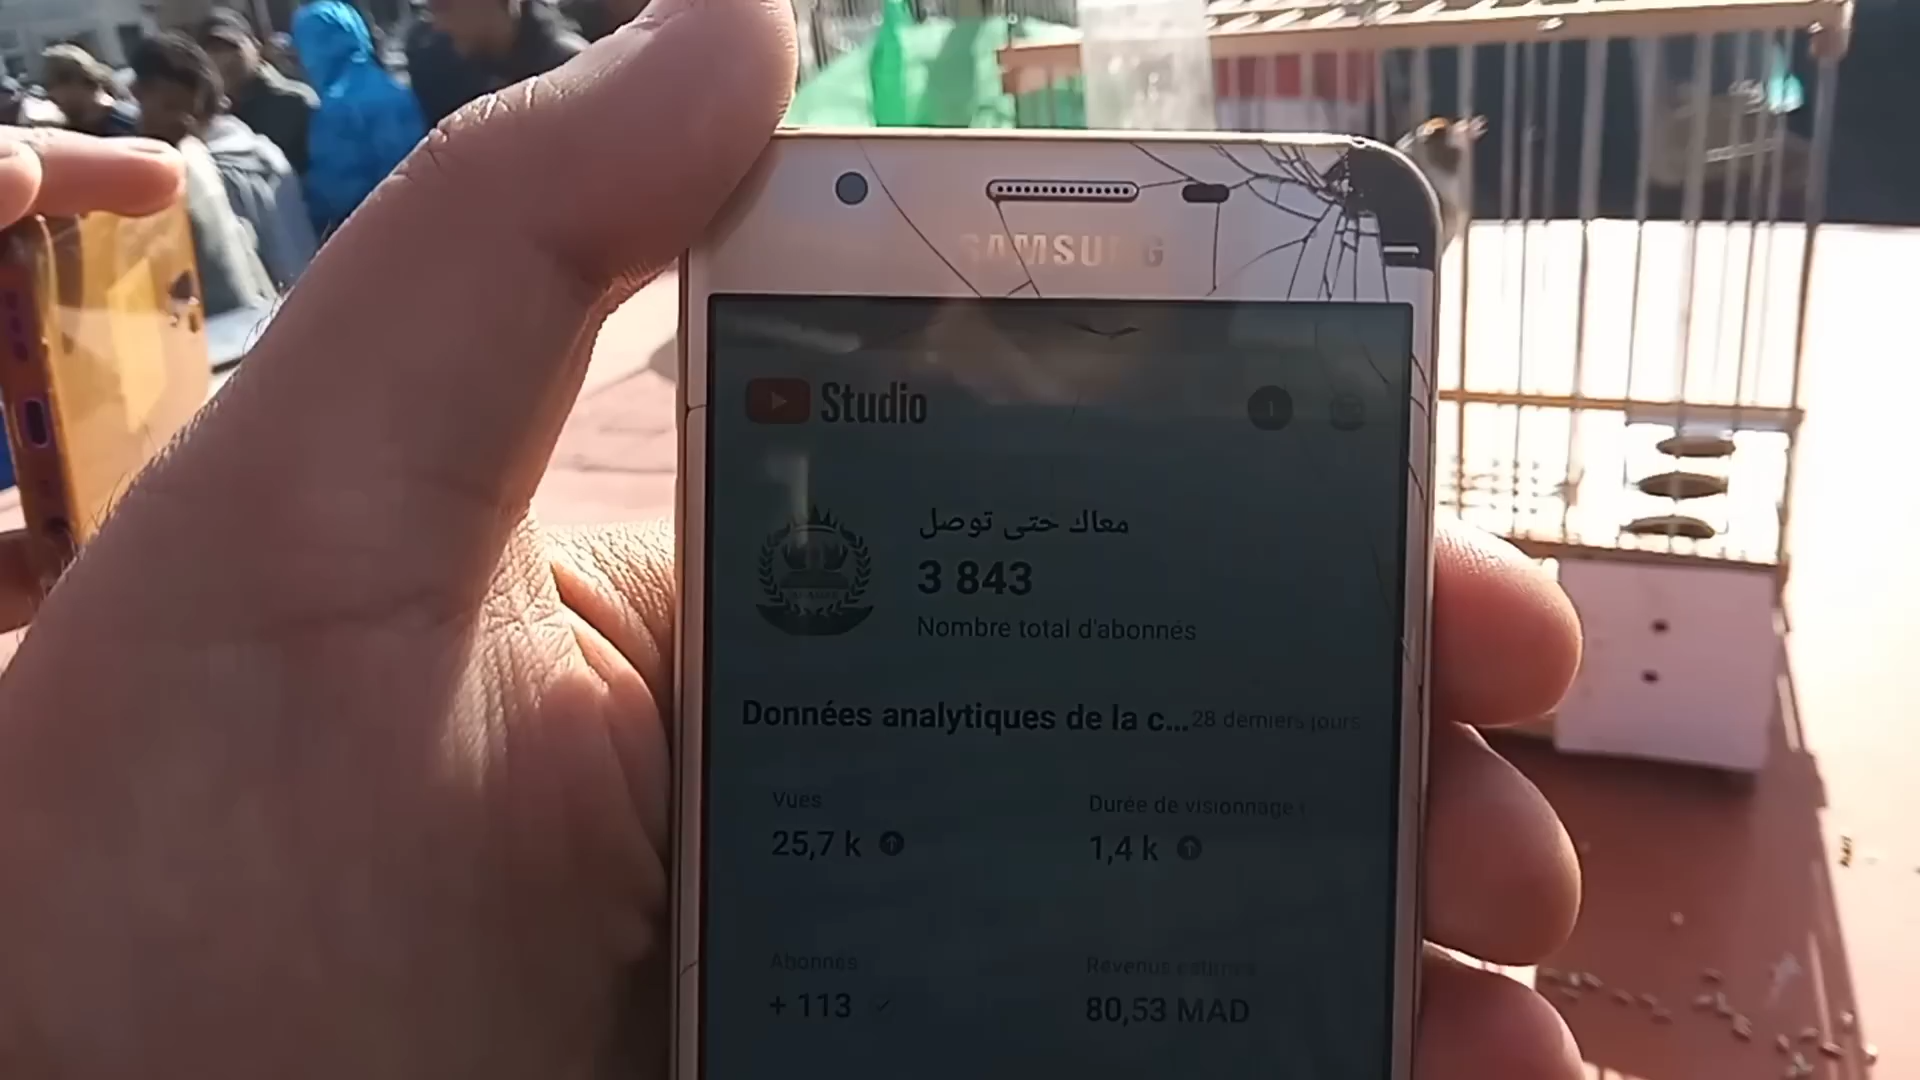 SAMSUNG
Studio
معاك حتى توصل
3 843
Nombre total d'abonnés
Données analytiques de la c... 28 derniers jours
Vues
Durée de visionnage
25,7 k
1,4 k
Abonnés
Revenus estimés
+ 113
80,53 MAD